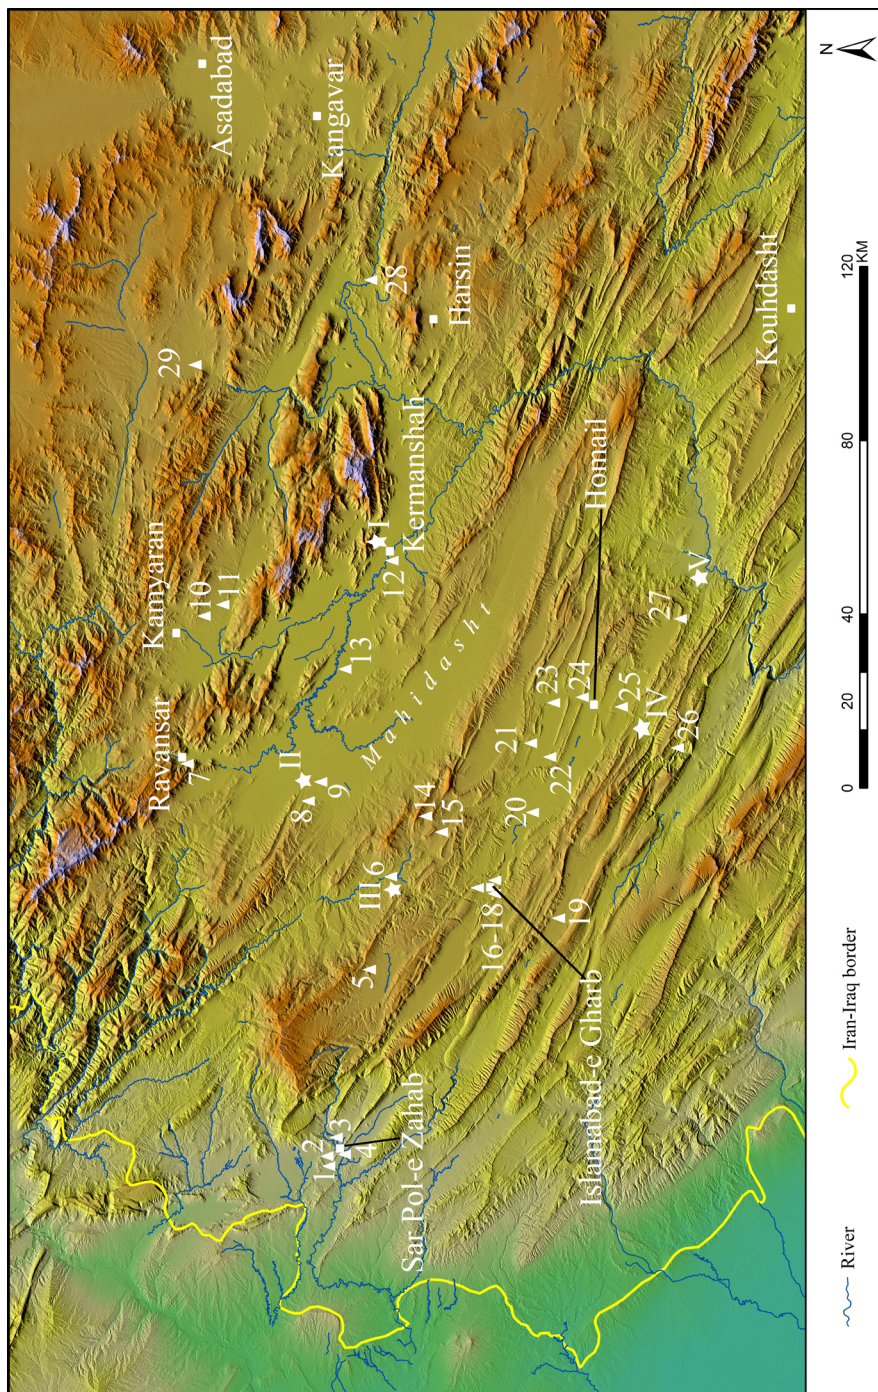 Asadabad
Kangavar
Kamyaran
Ravansar
29
28
10
11
7
Harsin
I
Kermanshah
12
13
Mahidasht
II
8
9
14
15
III
6
5
1
2
3
4
Sar Pol-e Zahab
16-18
Islamabad-e Gharb
19
20
21
22
23
24
Homail
25
IV
26
27
V
Kouhdasht
River
Iran-Iraq border
0
20
40
80
120
KM
N